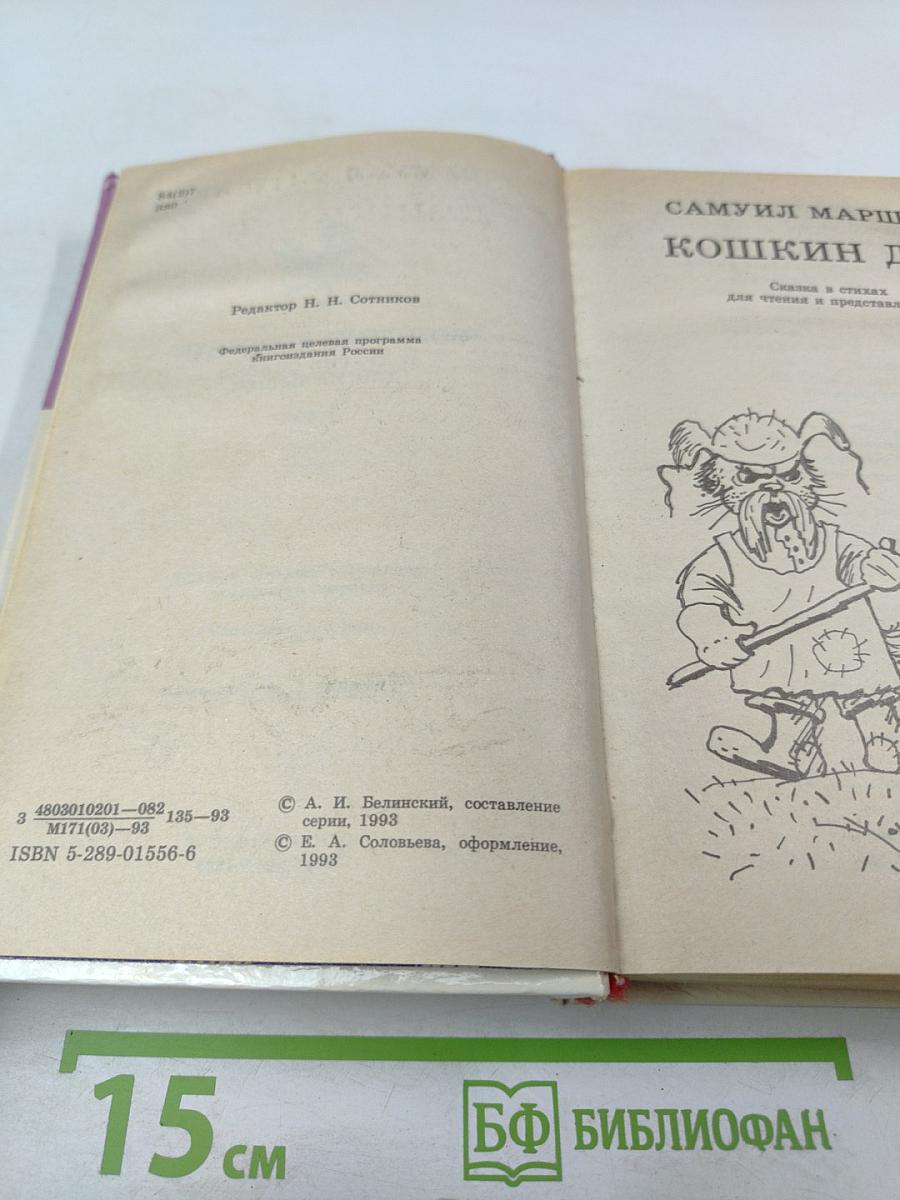 Редактор Н. Н. Сотников
Федеральная целевая программа
книгоиздания России
З 4803010201—082 135—93
М171(03)—93
ISBN 5-289-01556-6
© А. И. Белинский, составление
серии, 1993
© Е. А. Соловьева, оформление,
1993
САМУИЛ МАРШ
КОШКИН Д
Сказка в стихах
для чтения и представл
15 см
БФ БИБЛИОФАН